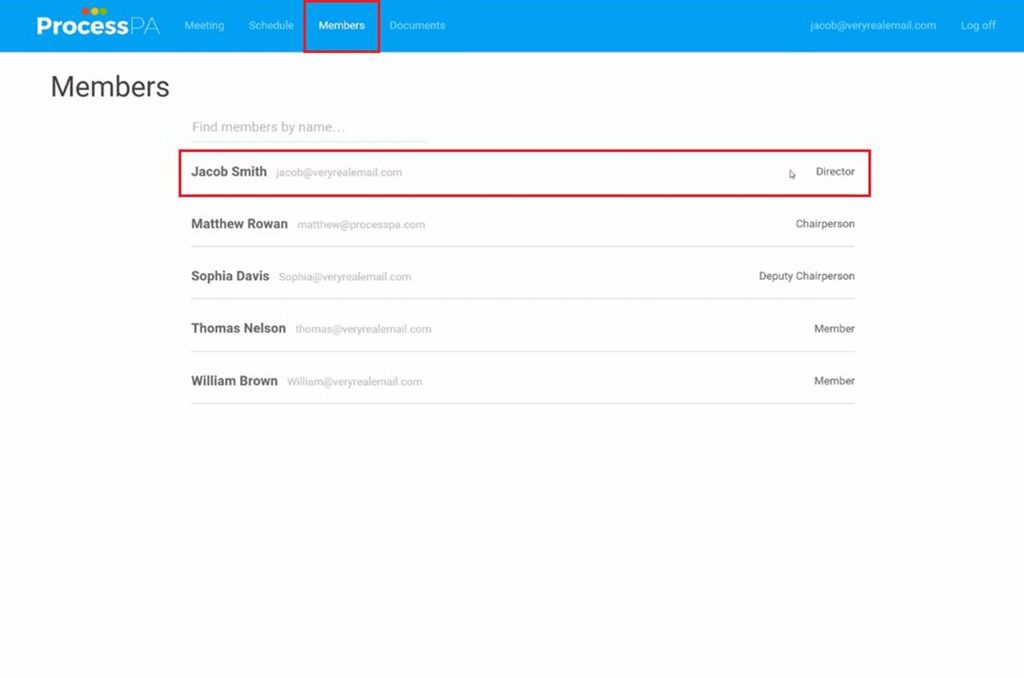 ProcessPA Meeting Schedule Members Documents jacob@veryrealemail.com Log off
Members
Find members by name...
Jacob Smith jacob@veryrealemail.com Director
Matthew Rowan matthew@processpa.com Chairperson
Sophia Davis Sophia@veryrealemail.com Deputy Chairperson
Thomas Nelson thomas@veryrealemail.com Member
William Brown William@veryrealemail.com Member